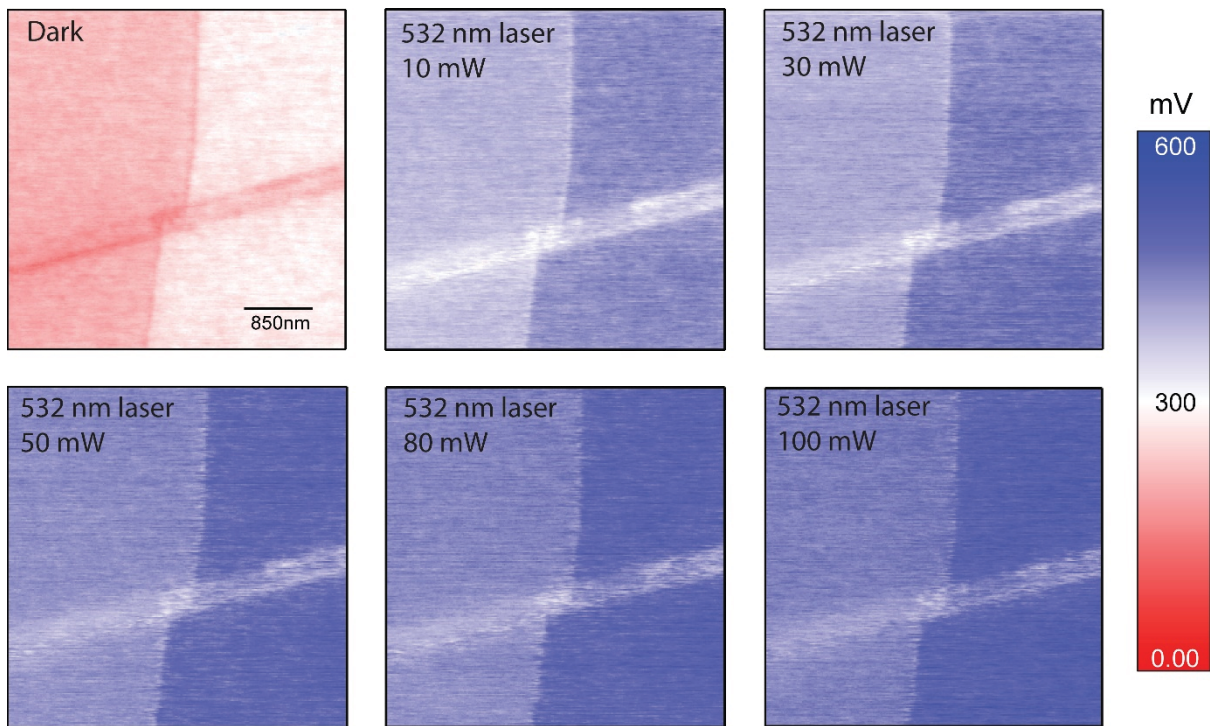 Dark
850nm
532 nm laser
10 mW
532 nm laser
30 mW
mV
600
300
0.00
532 nm laser
50 mW
532 nm laser
80 mW
532 nm laser
100 mW